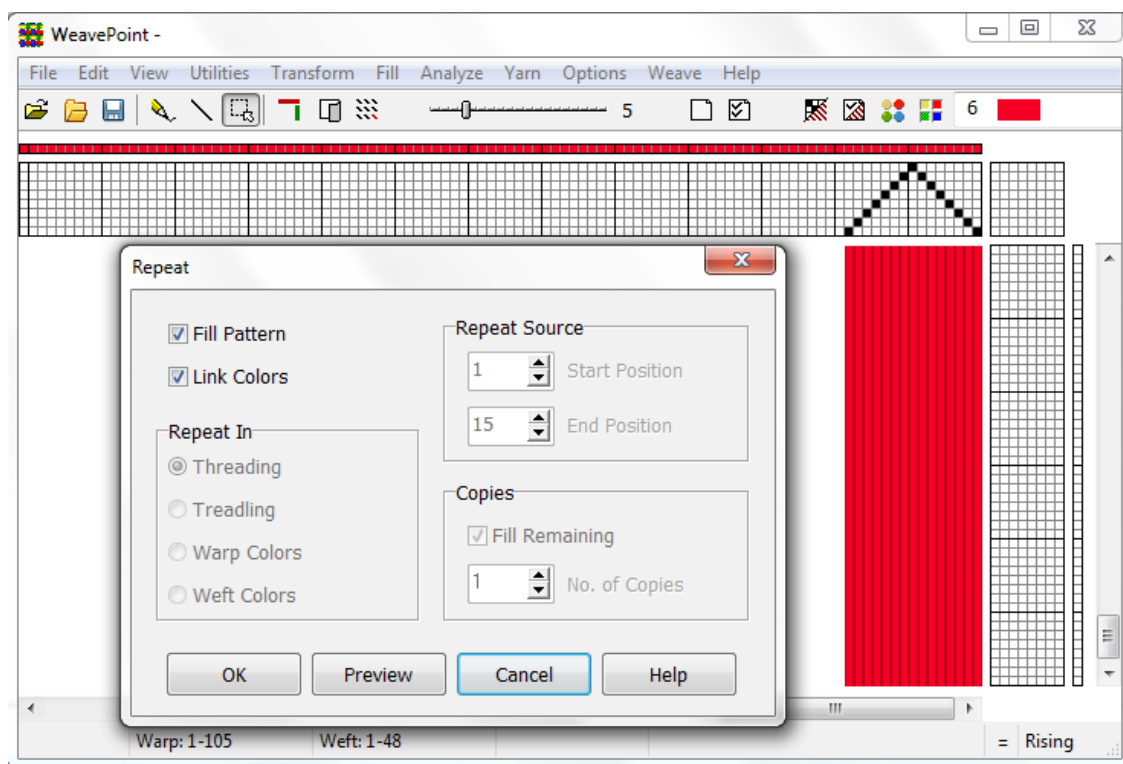 WeavePoint -
File Edit View Utilities Transform Fill Analyze Yarn Options Weave Help
5
6
Repeat
Fill Pattern
Link Colors
Repeat In
Threading
Treadling
Warp Colors
Weft Colors
Repeat Source
1 Start Position
15 End Position
Copies
Fill Remaining
1 No. of Copies
OK Preview Cancel Help
Warp: 1-105 Weft: 1-48 = Rising